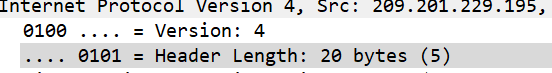 Internet Protocol Version 4, Src: 209.201.229.195,
0100 .... = Version: 4
.... 0101 = Header Length: 20 bytes (5)